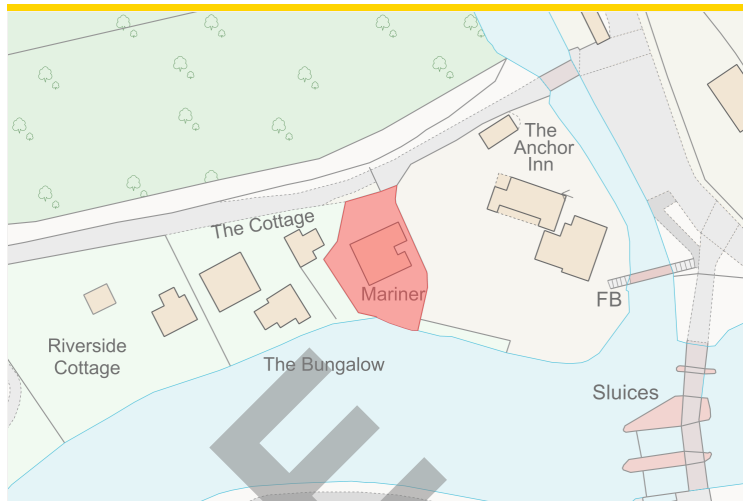 The
Anchor
Inn
The Cottage
Mariner
FB
Riverside
Cottage
The Bungalow
Sluices